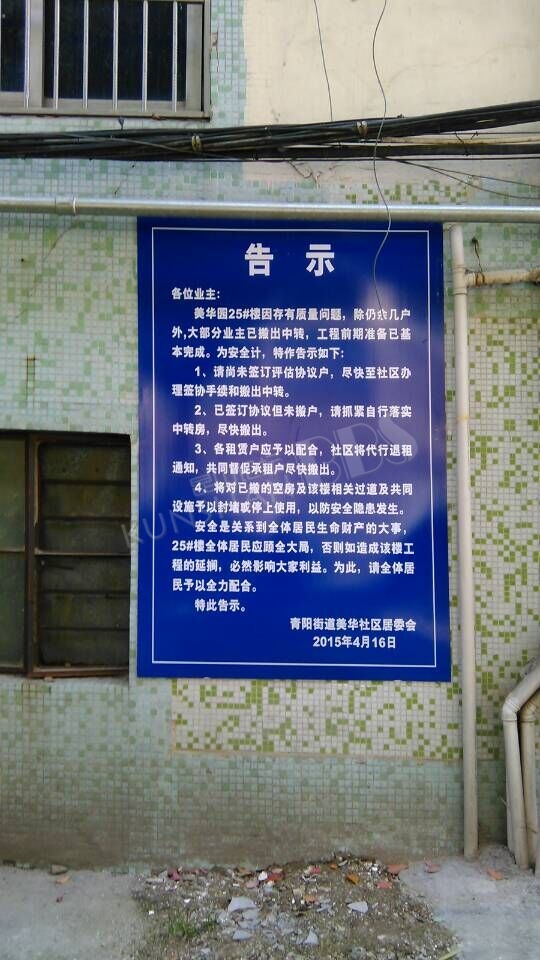 告示
各位业主：
美华园25#楼因存有质量问题，除仍余几户
外,大部分业主已搬出中转，工程前期准备已基
本完成。为安全计，特作告示如下：
1、请尚未签订评估协议户，尽快至社区办
理签协手续和搬出中转。
2、已签订协议但未搬户，请抓紧自行落实
中转房，尽快搬出。
3、各租赁户应予以配合，社区将代行退租
通知，共同督促承租户尽快搬出。
4、将对已搬的空房及该楼相关过道及共同
设施予以封堵或停上使用，以防安全隐患发生。
安全是关系到全体居民生命财产的大事，
25#楼全体居民应顾全大局，否则如造成该楼工
程的延搁，必然影响大家利益。为此，请全体居
民予以全力配合。
特此告示。
青阳街道美华社区居委会
2015年4月16日